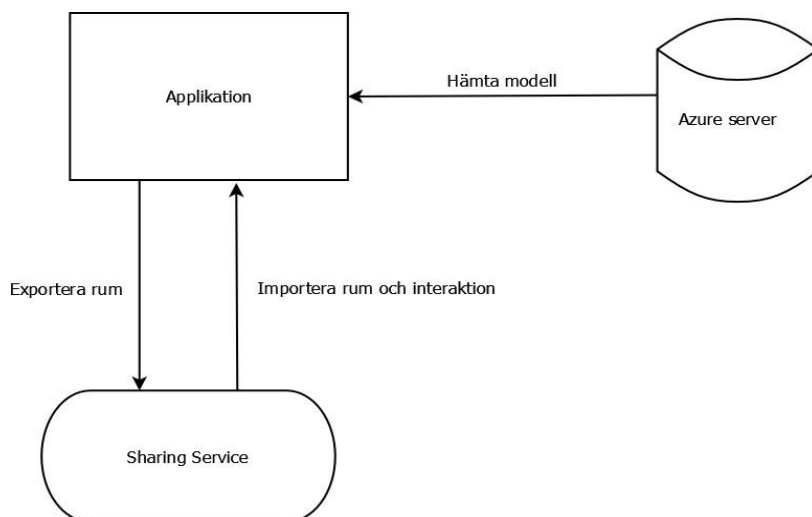 Applikation
Hämta modell
Azure server
Exportera rum
Importera rum och interaktion
Sharing Service